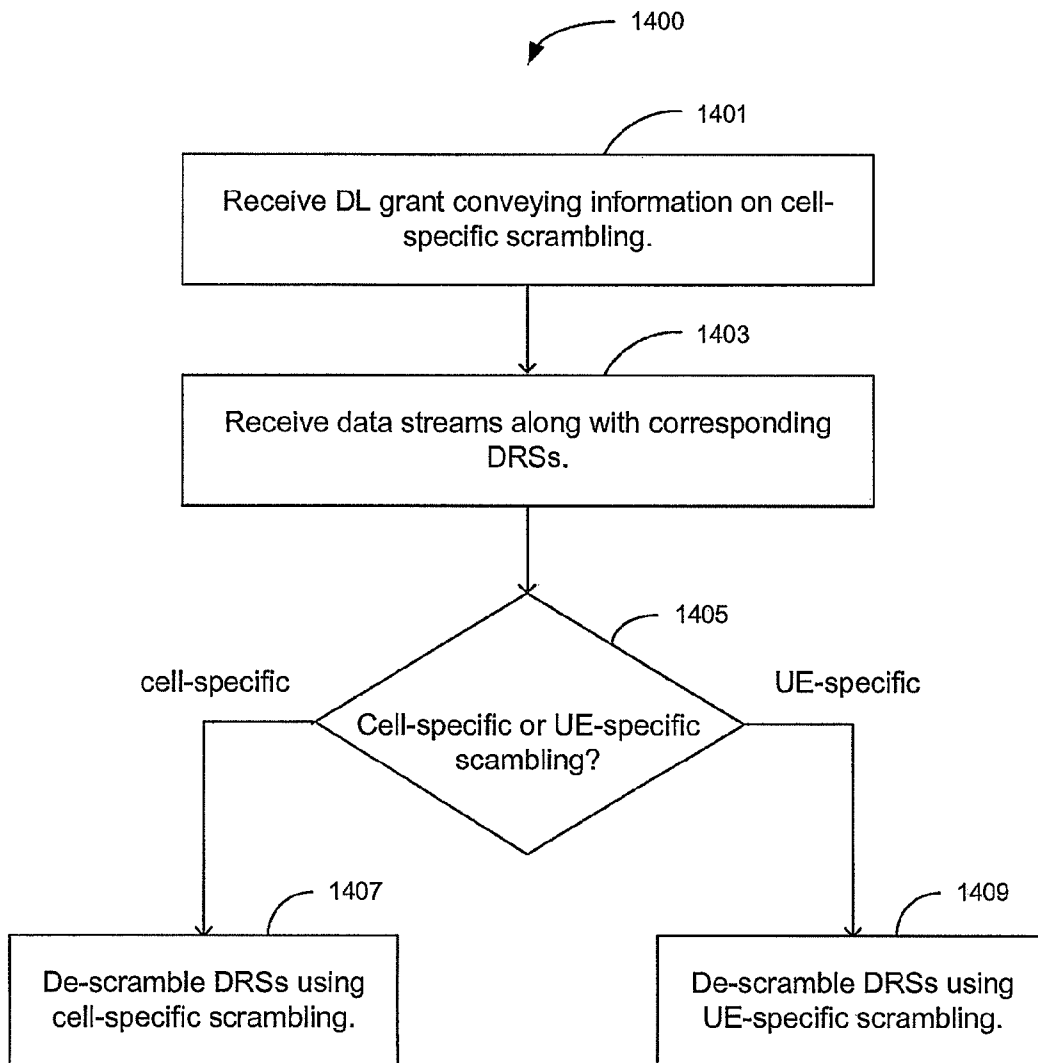 1400
1401
Receive DL grant conveying information on cell-
specific scrambling.
1403
Receive data streams along with corresponding
DRSs.
1405
cell-specific
UE-specific
Cell-specific or UE-specific
scambling?
1407
1409
De-scramble DRSs using
cell-specific scrambling.
De-scramble DRSs using
UE-specific scrambling.